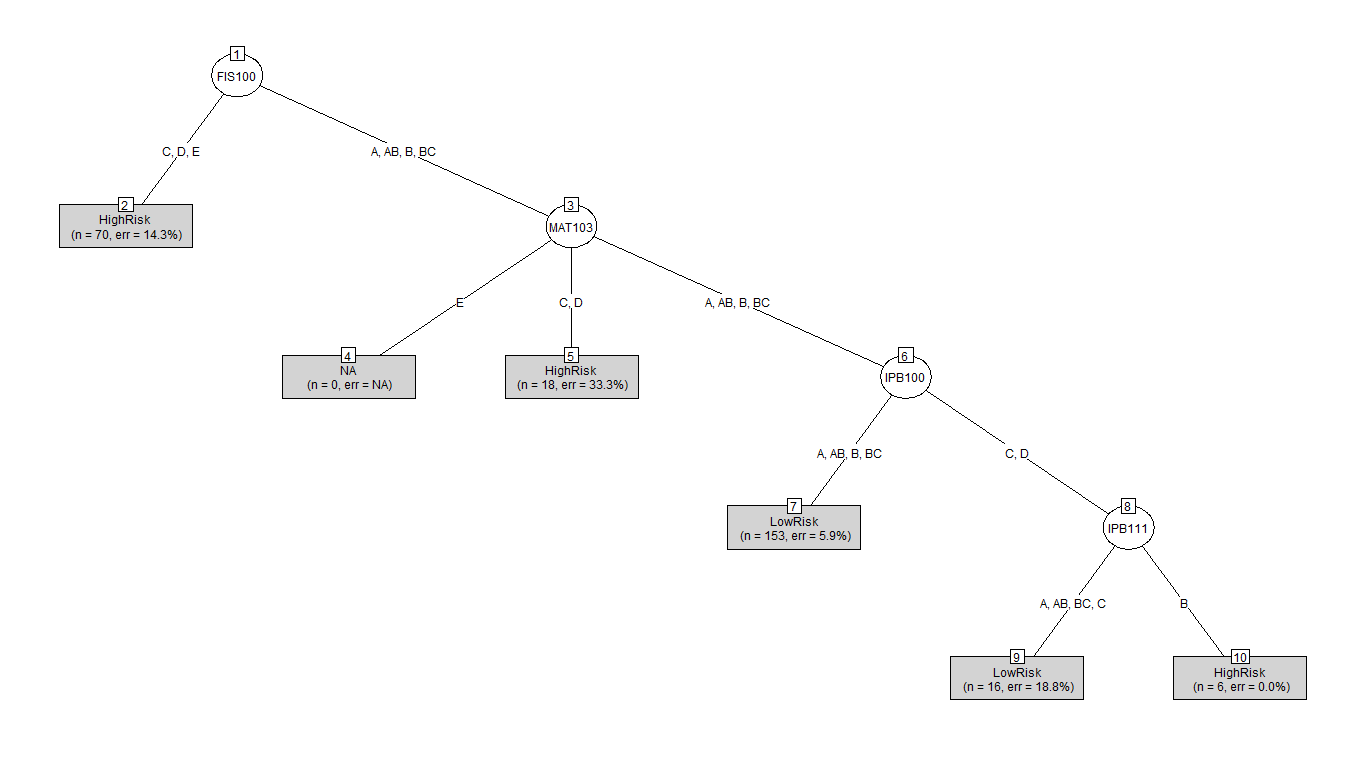 1
FIS100
C, D, E
A, AB, B, BC
2
HighRisk
(n = 70, err = 14.3%)
3
MAT103
E
C, D
A, AB, B, BC
4
NA
(n = 0, err = NA)
5
HighRisk
(n = 18, err = 33.3%)
6
IPB100
A, AB, B, BC
C, D
7
LowRisk
(n = 153, err = 5.9%)
8
IPB111
A, AB, BC, C
B
9
LowRisk
(n = 16, err = 18.8%)
10
HighRisk
(n = 6, err = 0.0%)